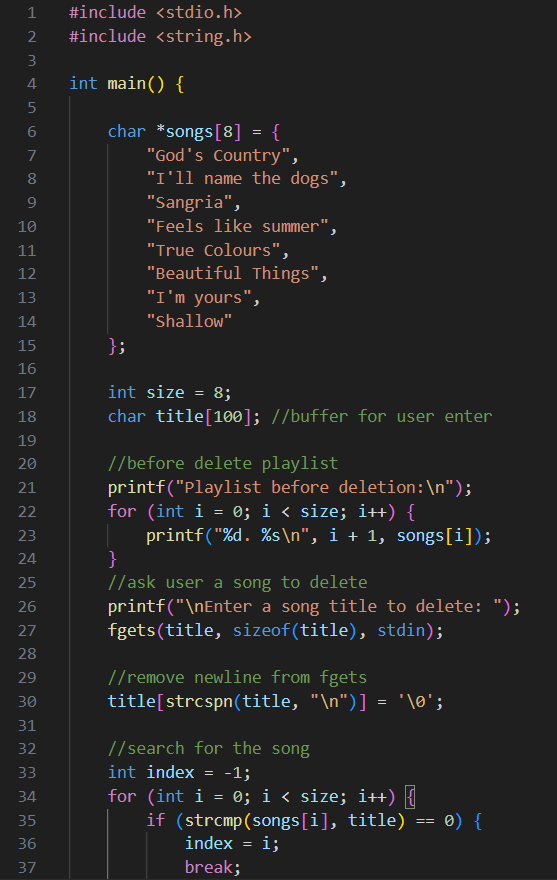 1 #include <stdio.h>
2 #include <string.h>
3
4 int main() {
5
6     char *songs[8] = {
7         "God's Country",
8         "I'll name the dogs",
9         "Sangria",
10         "Feels like summer",
11         "True Colours",
12         "Beautiful Things",
13         "I'm yours",
14         "Shallow"
15     };
16
17     int size = 8;
18     char title[100]; //buffer for user enter
19
20     //before delete playlist
21     printf("Playlist before deletion:\n");
22     for (int i = 0; i < size; i++) {
23         printf("%d. %s\n", i + 1, songs[i]);
24     }
25     //ask user a song to delete
26     printf("\nEnter a song title to delete: ");
27     fgets(title, sizeof(title), stdin);
28
29     //remove newline from fgets
30     title[strcspn(title, "\n")] = '\0';
31
32     //search for the song
33     int index = -1;
34     for (int i = 0; i < size; i++) {
35         if (strcmp(songs[i], title) == 0) {
36             index = i;
37             break;